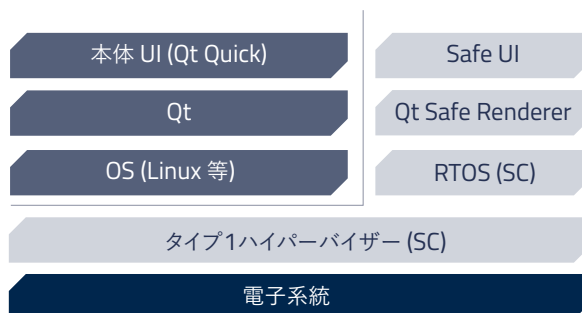 本体 UI (Qt Quick)
Safe UI
Qt
Qt Safe Renderer
OS (Linux 等)
RTOS (SC)
タイプ1ハイパーバイザー (SC)
電子系統